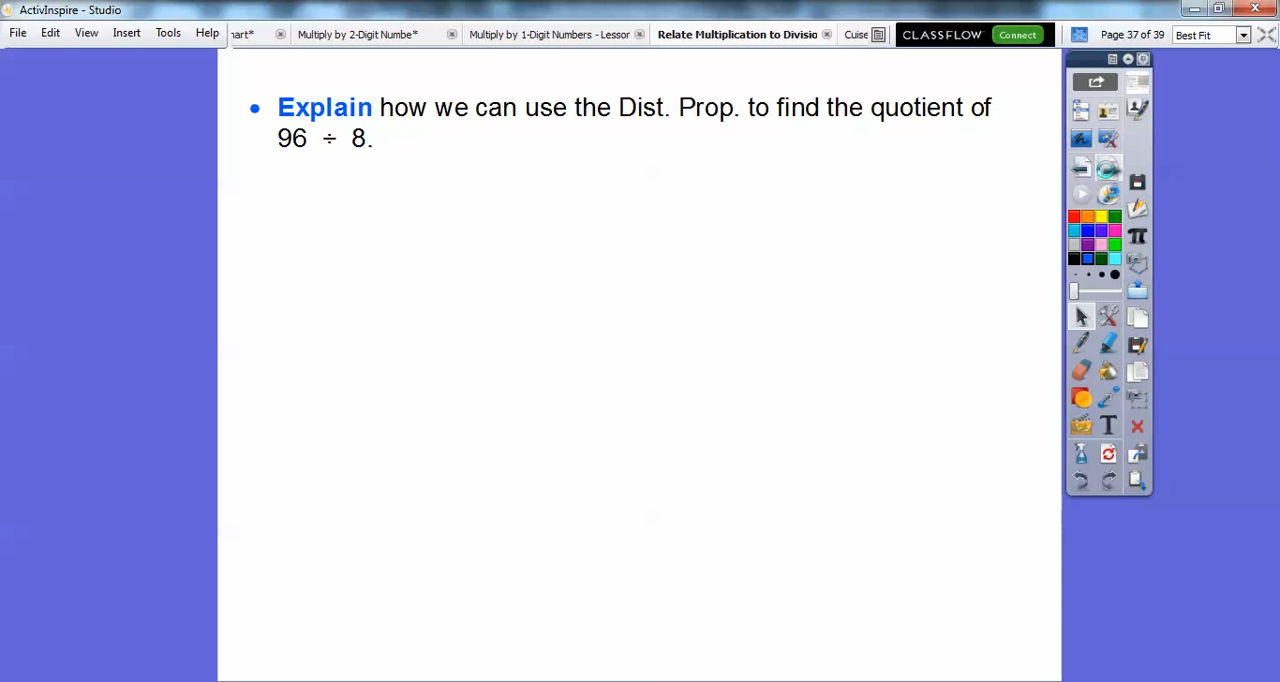 ActivInspire - Studio
File Edit View Insert Tools Help
nart* Multiply by 2-Digit Numbe* Multiply by 1-Digit Numbers - Lessor Relate Multiplication to Divisio Cuise CLASSFLOW Connect Page 37 of 39 Best Fit
• Explain how we can use the Dist. Prop. to find the quotient of
96 ÷ 8.
T